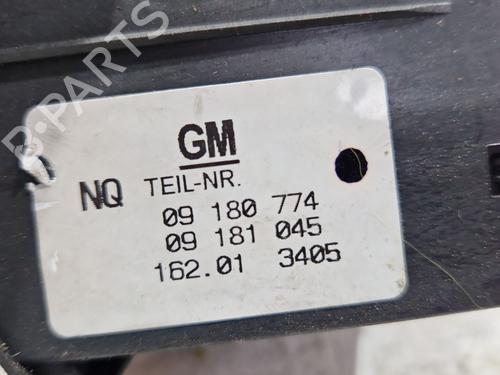 B-PARTS
GM
NQ TEIL-NR.
09 180 774
09 181 045
162.01 3405